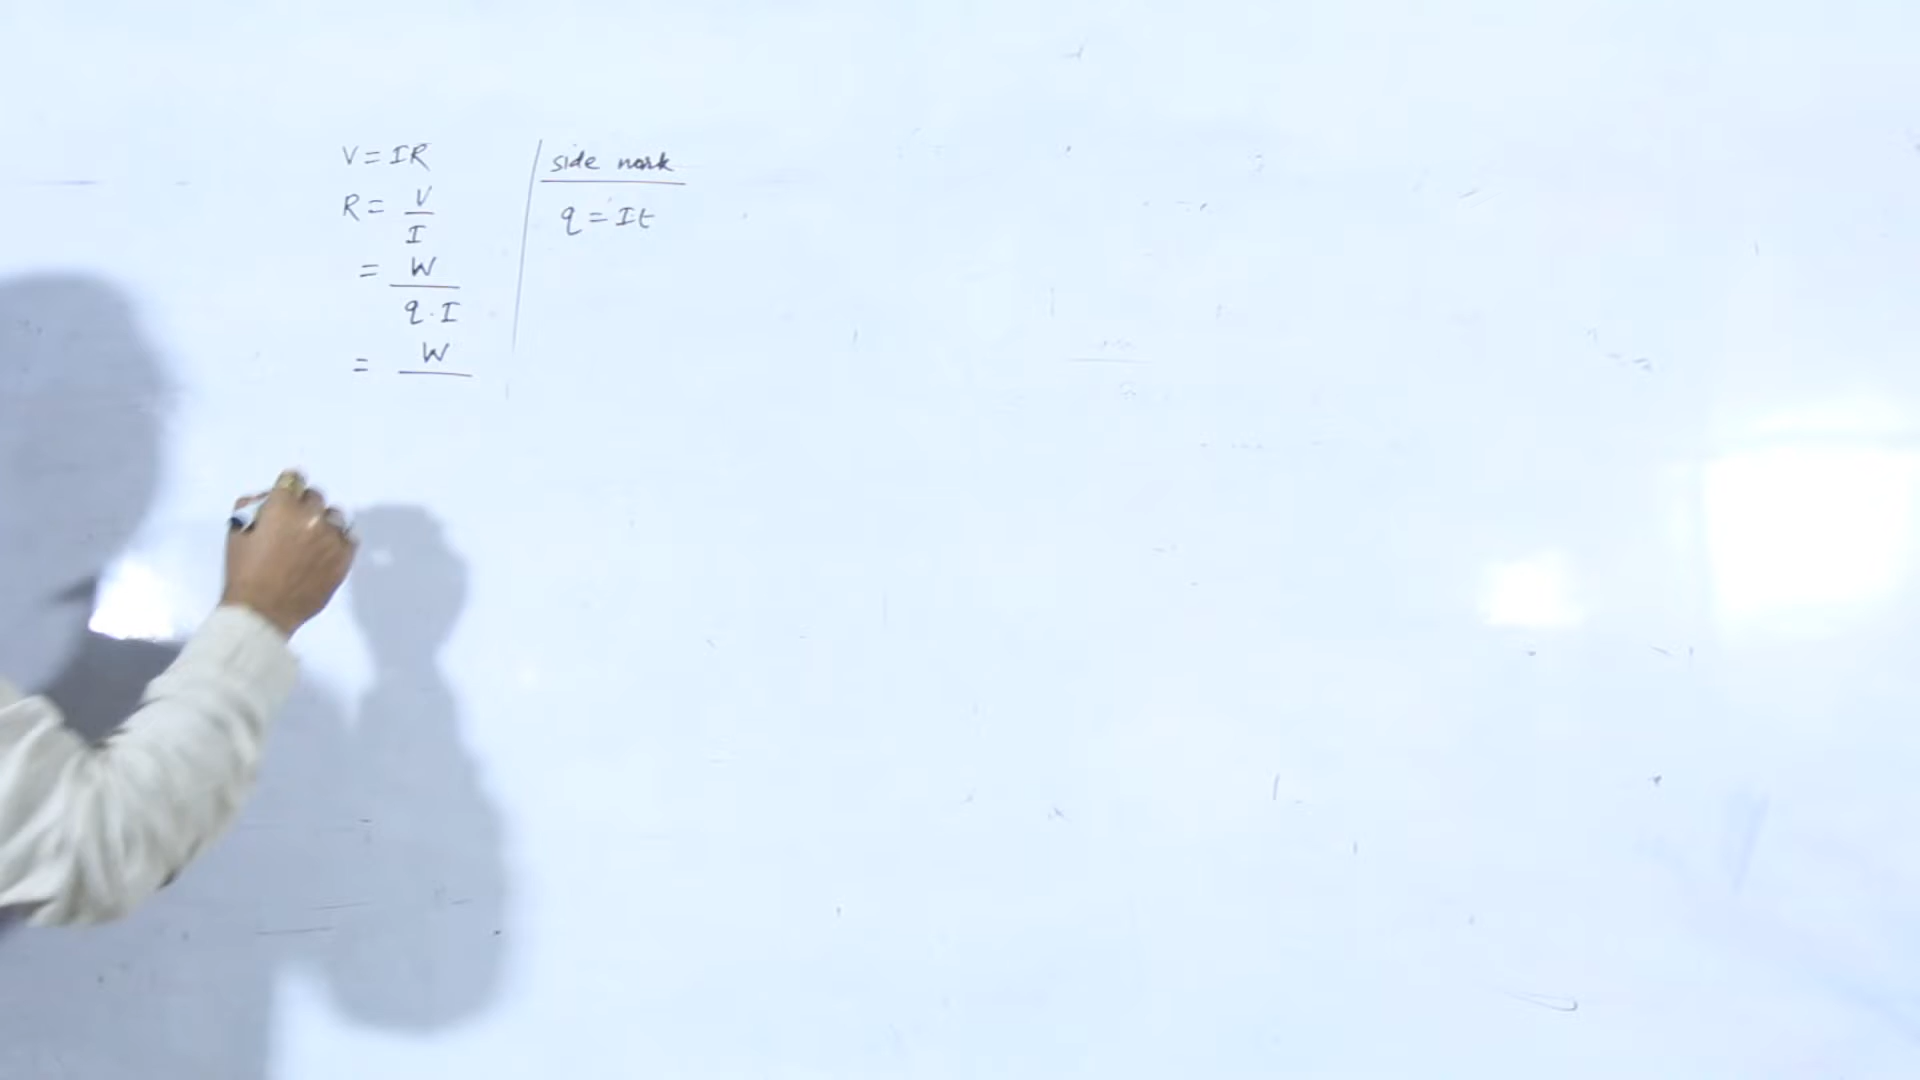 V = IR
R = V/I
= W/q.I
= W/
side work
q = It